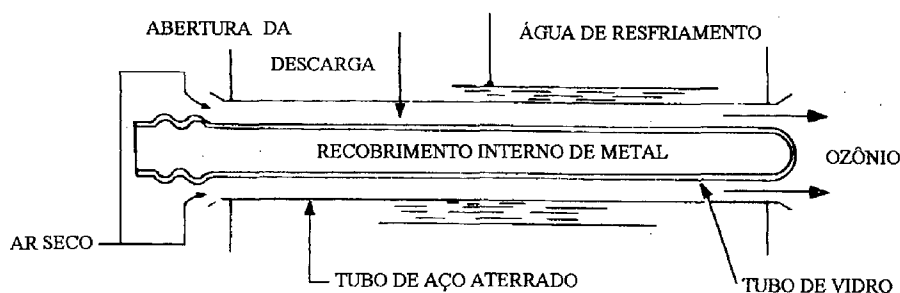 ABERTURA DA
DESCARGA
ÁGUA DE RESFRIAMENTO
RECOBRIMENTO INTERNO DE METAL
OZÔNIO
AR SECO
TUBO DE AÇO ATERRADO
TUBO DE VIDRO